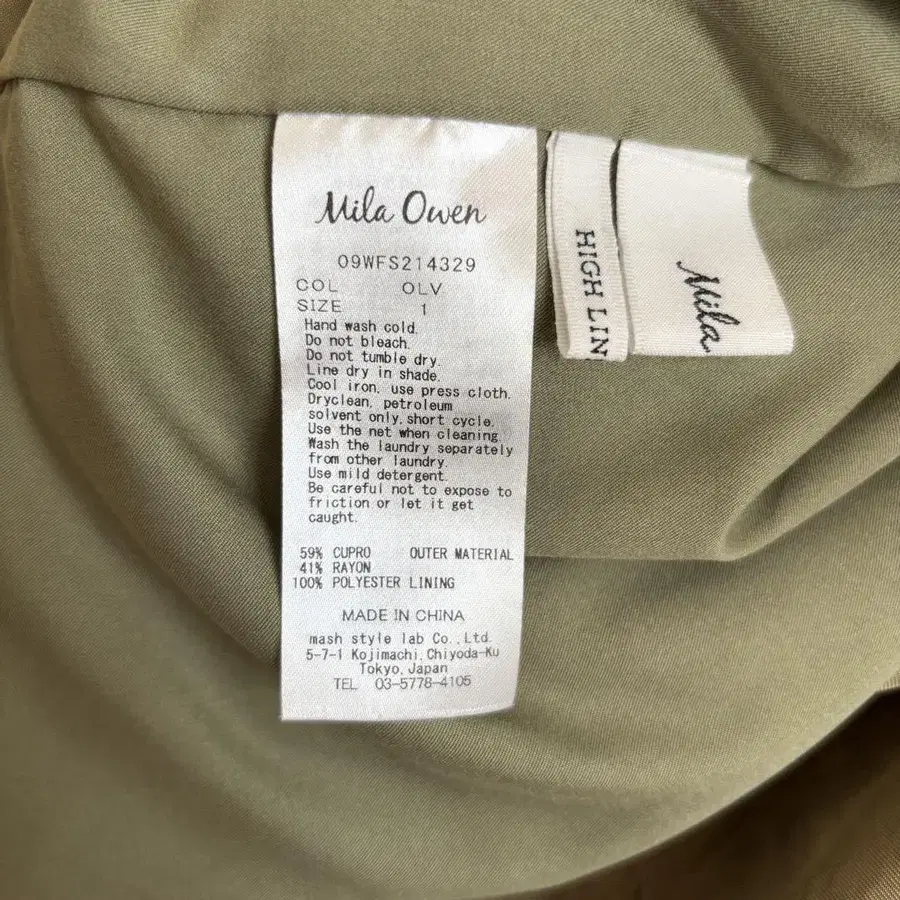 Mila Owen
09WFS214329
COL OLV
SIZE 1
Hand wash cold.
Do not bleach.
Do not tumble dry.
Line dry in shade.
Cool iron, use press cloth.
Dryclean, petroleum
solvent only, short cycle.
Use the net when cleaning.
Wash the laundry separately
from other laundry.
Use mild detergent.
Be careful not to expose to
friction or let it get
caught.
59% CUPRO OUTER MATERIAL
41% RAYON
100% POLYESTER LINING
MADE IN CHINA
mash style lab Co., Ltd.
5-7-1 Kojimachi, Chiyoda-Ku
Tokyo, Japan
TEL 03-5778-4105
HIGH LIN
Mila